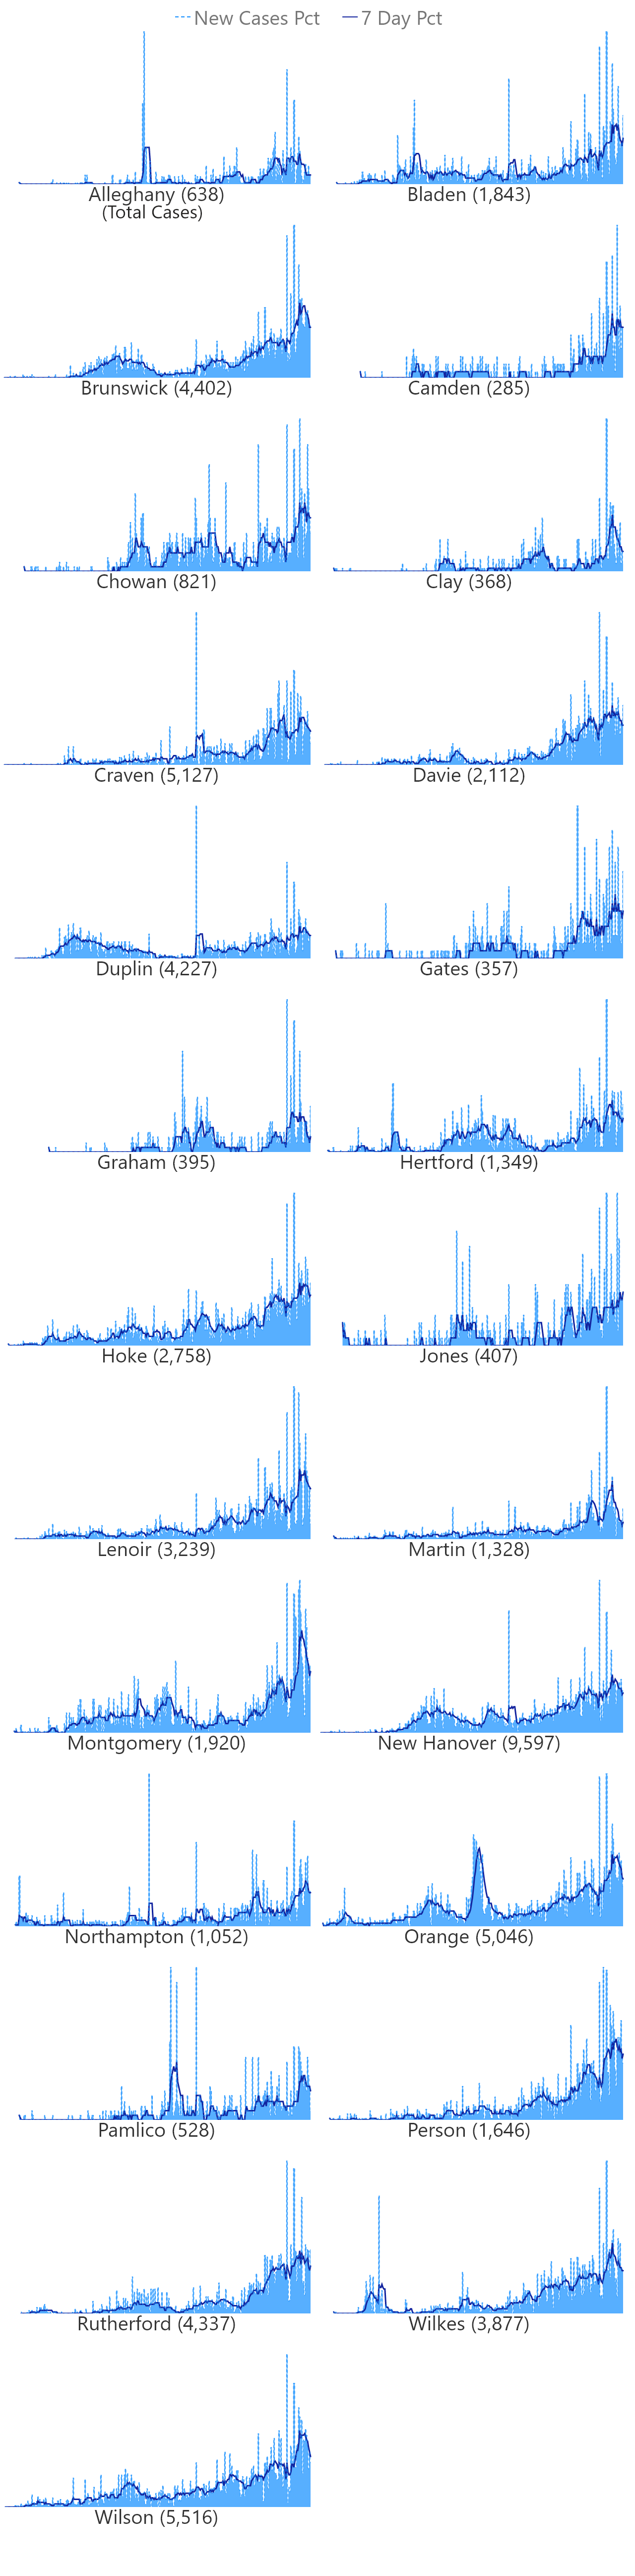 New Cases Pct 7 Day Pct
Alleghany (638) Bladen (1,843)
(Total Cases)
Brunswick (4,402) Camden (285)
Chowan (821) Clay (368)
Craven (5,127) Davie (2,112)
Duplin (4,227) Gates (357)
Graham (395) Hertford (1,349)
Hoke (2,758) Jones (407)
Lenoir (3,239) Martin (1,328)
Montgomery (1,920) New Hanover (9,597)
Northampton (1,052) Orange (5,046)
Pamlico (528) Person (1,646)
Rutherford (4,337) Wilkes (3,877)
Wilson (5,516)